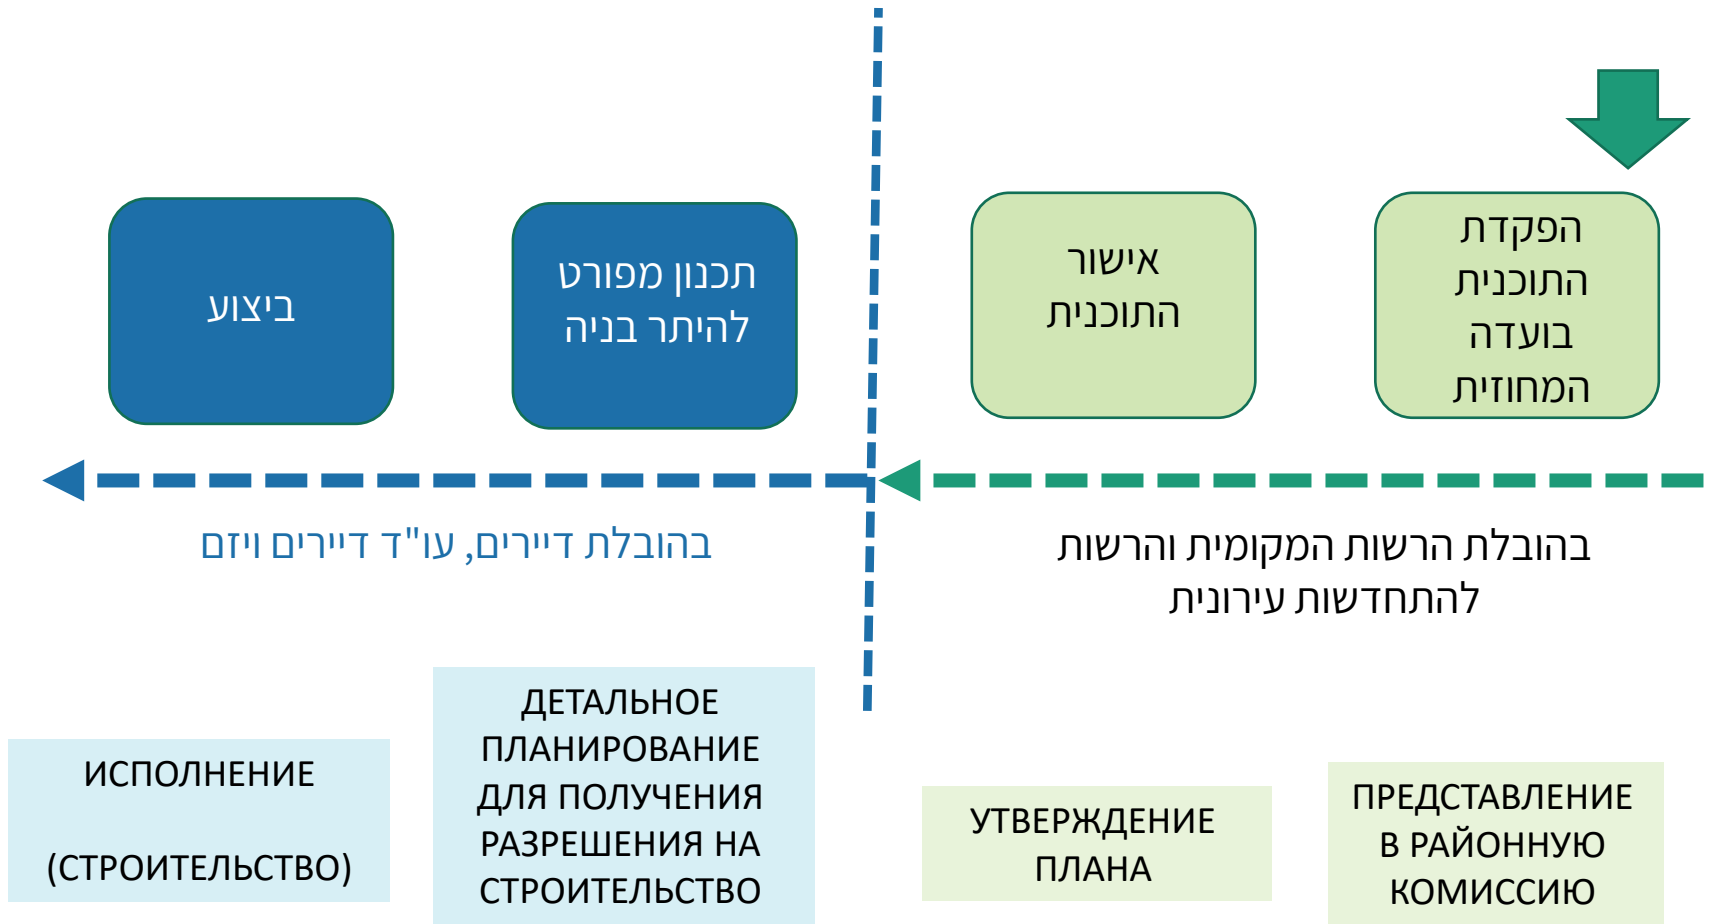 הפקדת
התוכנית
בועדה
המחוזית
אישור
התוכנית
תכנון מפורט
להיתר בניה
ביצוע
בהובלת הרשות המקומית והרשות
להתחדשות עירונית
בהובלת דיירים, עו"ד דיירים ויזם
ИСПОЛНЕНИЕ
(СТРОИТЕЛЬСТВО)
ДЕТАЛЬНОЕ
ПЛАНИРОВАНИЕ
ДЛЯ ПОЛУЧЕНИЯ
РАЗРЕШЕНИЯ НА
СТРОИТЕЛЬСТВО
УТВЕРЖДЕНИЕ
ПЛАНА
ПРЕДСТАВЛЕНИЕ
В РАЙОННУЮ
КОМИССИЮ